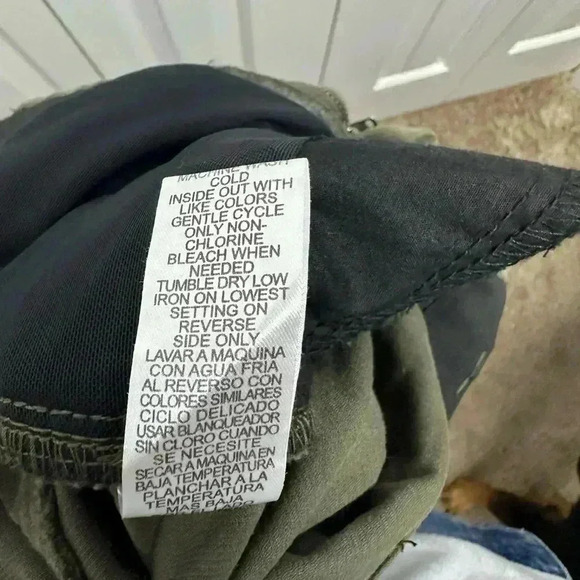 MACHINE WASH
COLD
INSIDE OUT WITH
LIKE COLORS
GENTLE CYCLE
ONLY NON-
CHLORINE
BLEACH WHEN
NEEDED
TUMBLE DRY LOW
IRON ON LOWEST
SETTING ON
REVERSE
SIDE ONLY
LAVAR A MAQUINA
CON AGUA FRIA
AL REVERSO CON
COLORES SIMILARES
CICLO DELICADO
USAR BLANQUEADOR
SIN CLORO CUANDO
SE NECESITE
SECAR A MAQUINA EN
BAJA TEMPERATURA
PLANCHAR A LA
TEMPERATURA
MAS